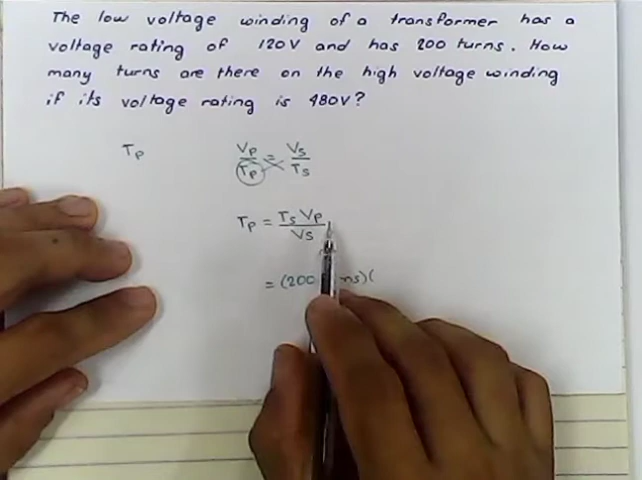 The low voltage winding of a transformer has a
voltage rating of 120V and has 200 turns. How
many turns are there on the high voltage winding
if its voltage rating is 480V?
Tp Vp/Tp = Vs/Ts
Tp = Ts Vp/Vs
= (200 ns)(